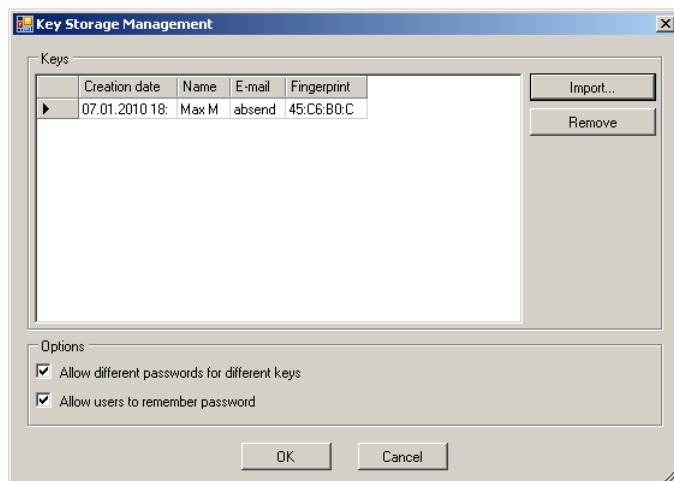 Key Storage Management
Keys
Creation date Name E-mail Fingerprint
07.01.2010 18: Max M absend 45:C6:B0:C
Import...
Remove
Options
Allow different passwords for different keys
Allow users to remember password
OK Cancel